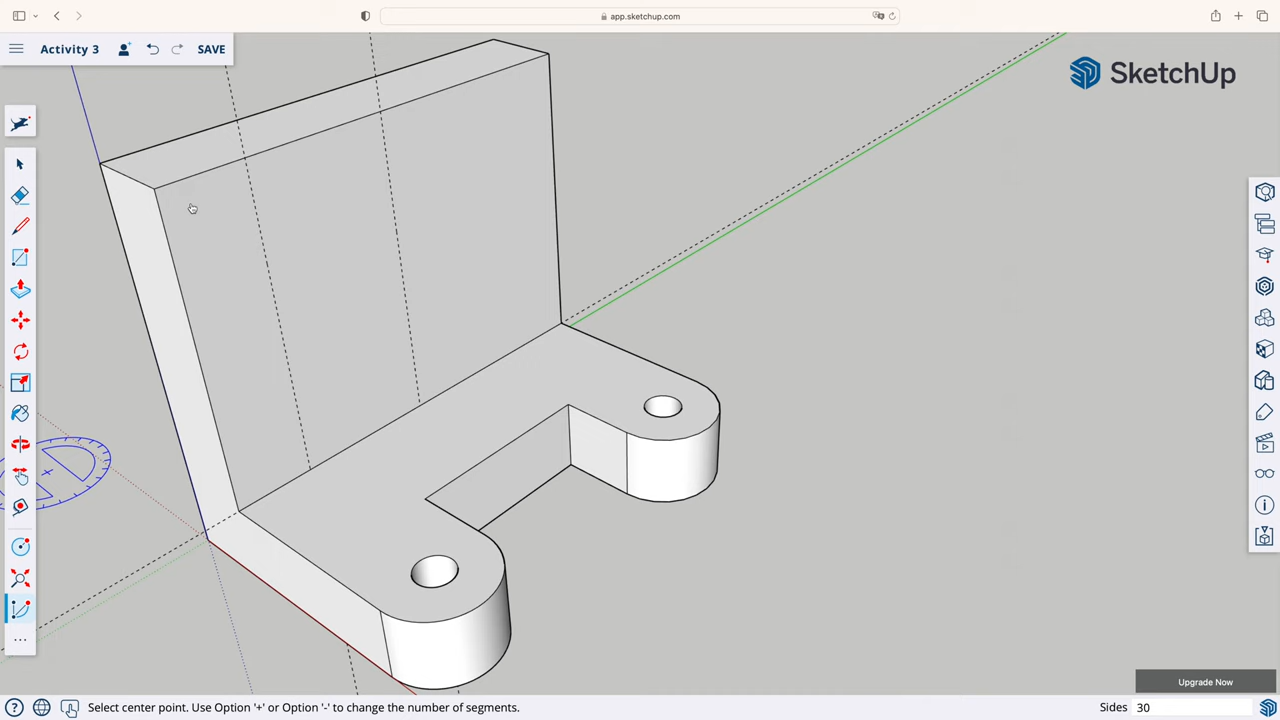 app.sketchup.com
Activity 3
SAVE
SketchUp
Upgrade Now
Select center point. Use Option '+' or Option '-' to change the number of segments.
Sides 30